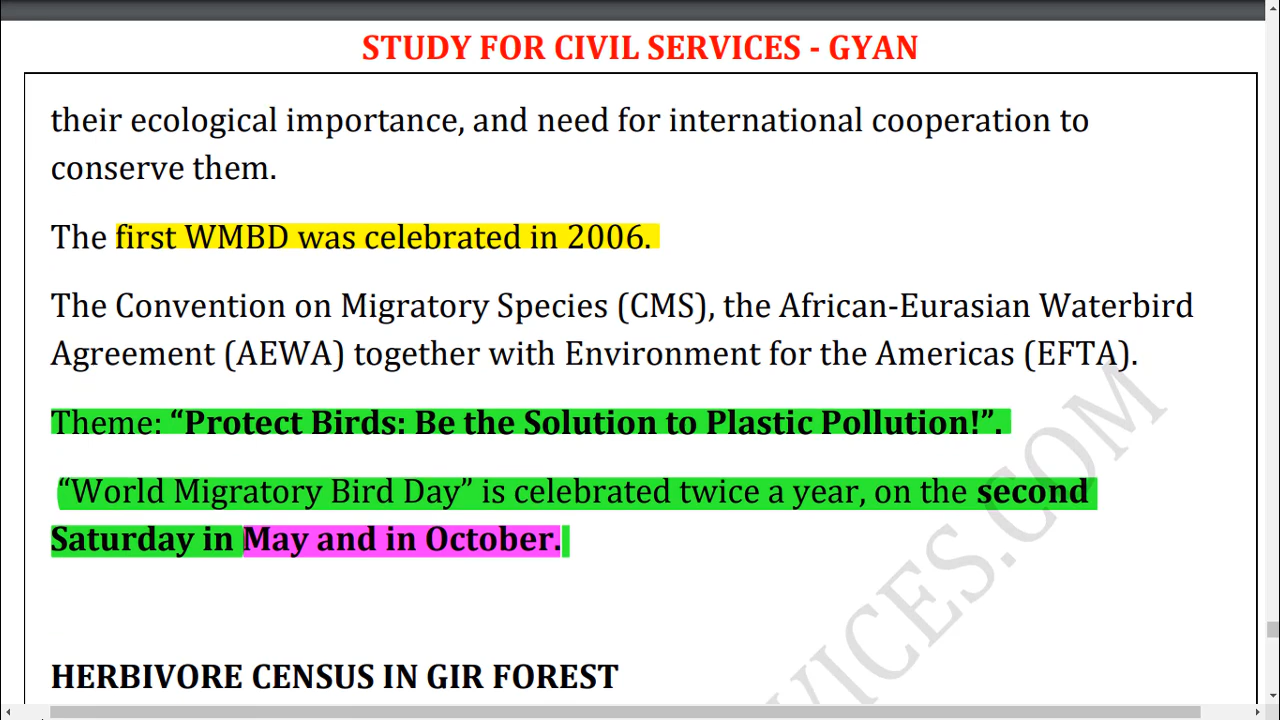 STUDY FOR CIVIL SERVICES - GYAN
their ecological importance, and need for international cooperation to
conserve them.
The first WMBD was celebrated in 2006.
The Convention on Migratory Species (CMS), the African-Eurasian Waterbird
Agreement (AEWA) together with Environment for the Americas (EFTA).
Theme: “Protect Birds: Be the Solution to Plastic Pollution!”.
“World Migratory Bird Day” is celebrated twice a year, on the second
Saturday in May and in October.
VICES.COM
HERBIVORE CENSUS IN GIR FOREST